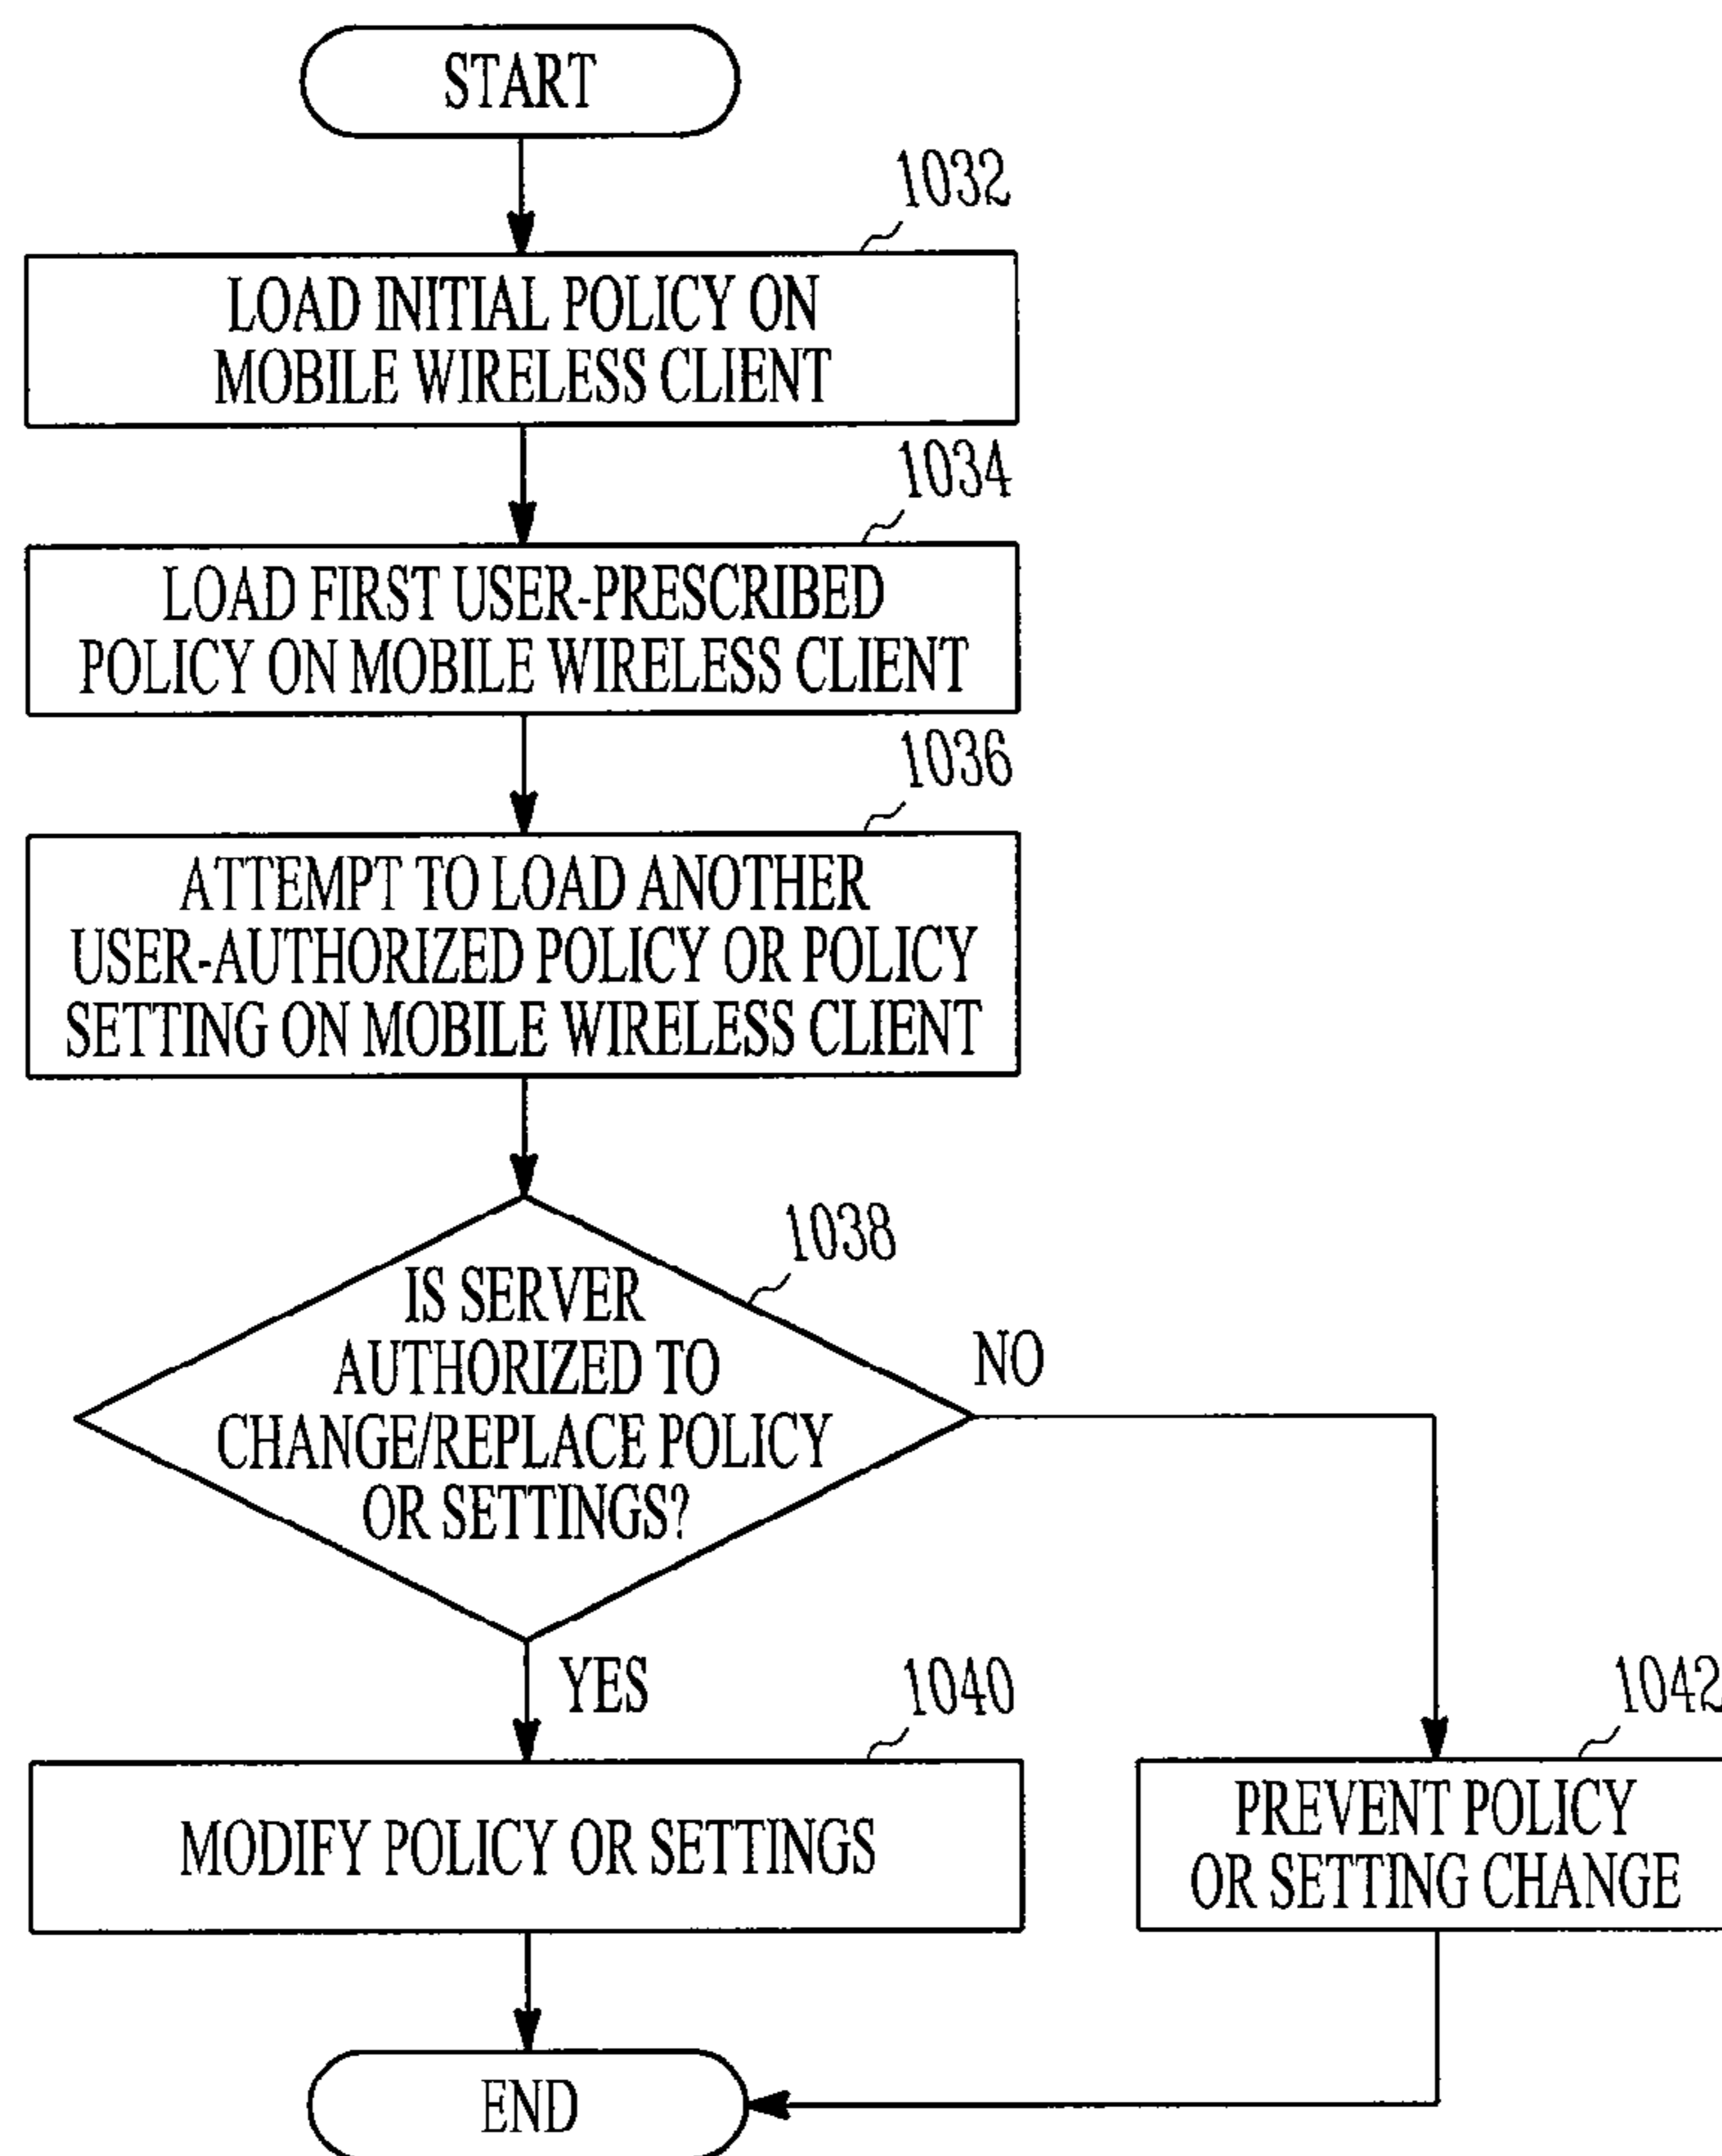 START
1032
LOAD INITIAL POLICY ON
MOBILE WIRELESS CLIENT
1034
LOAD FIRST USER-PRESCRIBED
POLICY ON MOBILE WIRELESS CLIENT
1036
ATTEMPT TO LOAD ANOTHER
USER-AUTHORIZED POLICY OR POLICY
SETTING ON MOBILE WIRELESS CLIENT
1038
IS SERVER
AUTHORIZED TO
CHANGE/REPLACE POLICY
OR SETTINGS?
NO
YES
1040
MODIFY POLICY OR SETTINGS
1042
PREVENT POLICY
OR SETTING CHANGE
END